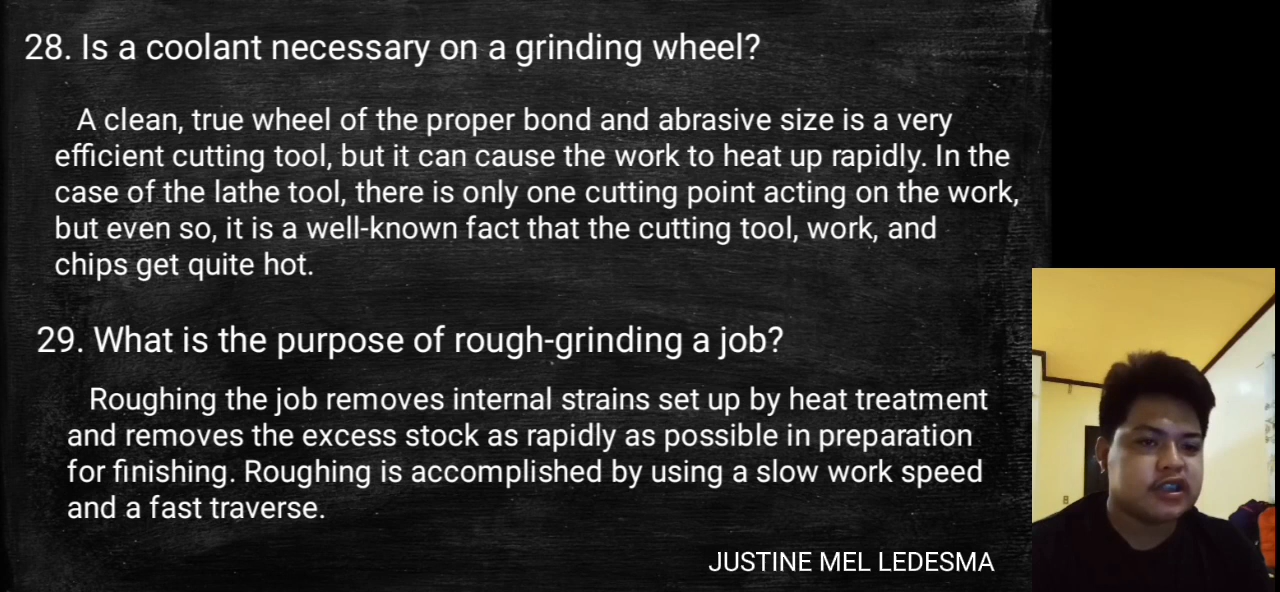 28. Is a coolant necessary on a grinding wheel?
A clean, true wheel of the proper bond and abrasive size is a very
efficient cutting tool, but it can cause the work to heat up rapidly. In the
case of the lathe tool, there is only one cutting point acting on the work,
but even so, it is a well-known fact that the cutting tool, work, and
chips get quite hot.
29. What is the purpose of rough-grinding a job?
Roughing the job removes internal strains set up by heat treatment
and removes the excess stock as rapidly as possible in preparation
for finishing. Roughing is accomplished by using a slow work speed
and a fast traverse.
JUSTINE MEL LEDESMA